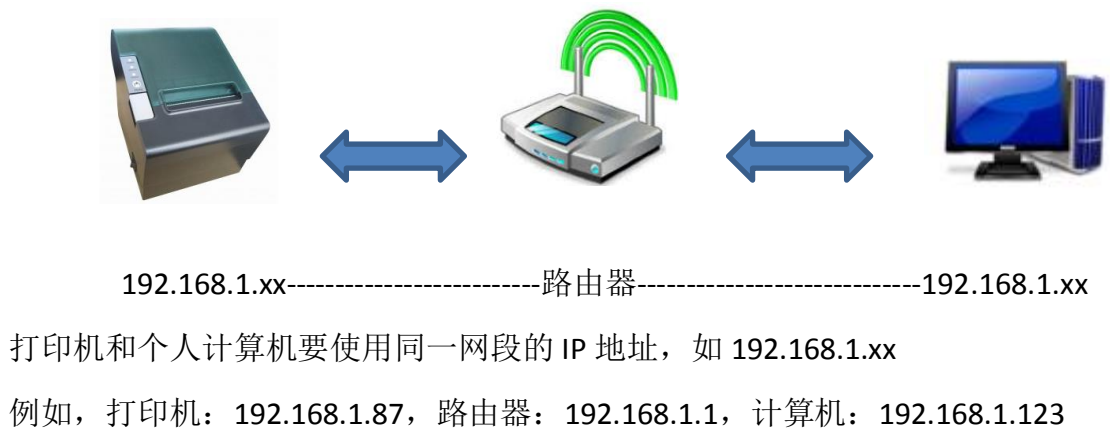 192.168.1.xx--------------------------路由器-----------------------------192.168.1.xx
打印机和个人计算机要使用同一网段的 IP 地址，如 192.168.1.xx
例如，打印机：192.168.1.87，路由器：192.168.1.1，计算机：192.168.1.123